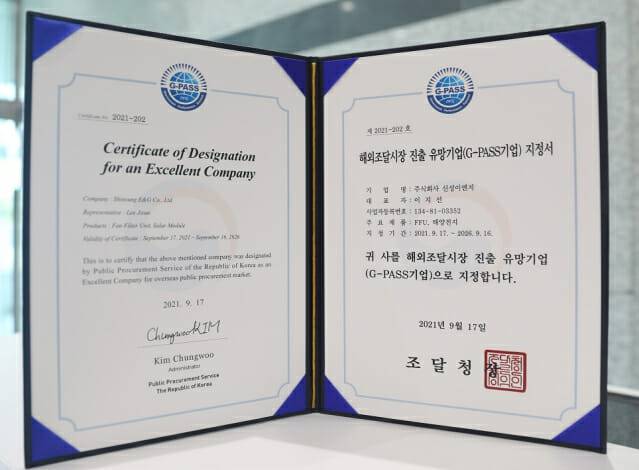 G-PASS
Certificate No. 2021-202
Certificate of Designation
for an Excellent Company
Company : Shinsung E&G Co., Ltd
Representative : Lee Jisun
Products : Fan Filter Unit, Solar Module
Validity of Certificate : September 17, 2021 ~ September 16, 2026
This is to certify that the above mentioned company was designated
by Public Procurement Service of the Republic of Korea as an
Excellent Company for overseas public procurement market.
2021. 9. 17
Chungwoo KIM
Kim Chungwoo
Administrator
Public Procurement Service
The Republic of Korea
G-PASS
제 2021-202 호
해외조달시장 진출 유망기업(G-PASS기업) 지정서
기 업 명 : 주식회사 신성이엔지
대 표 자 : 이 지 선
사업자등록번호 : 134-81-03352
주 요 제 품 : FFU, 태양전지
지 정 기 간 : 2021. 9. 17. ~ 2026. 9. 16.
귀 사를 해외조달시장 진출 유망기업
(G-PASS기업)으로 지정합니다.
2021년 9월 17일
조 달 청 장